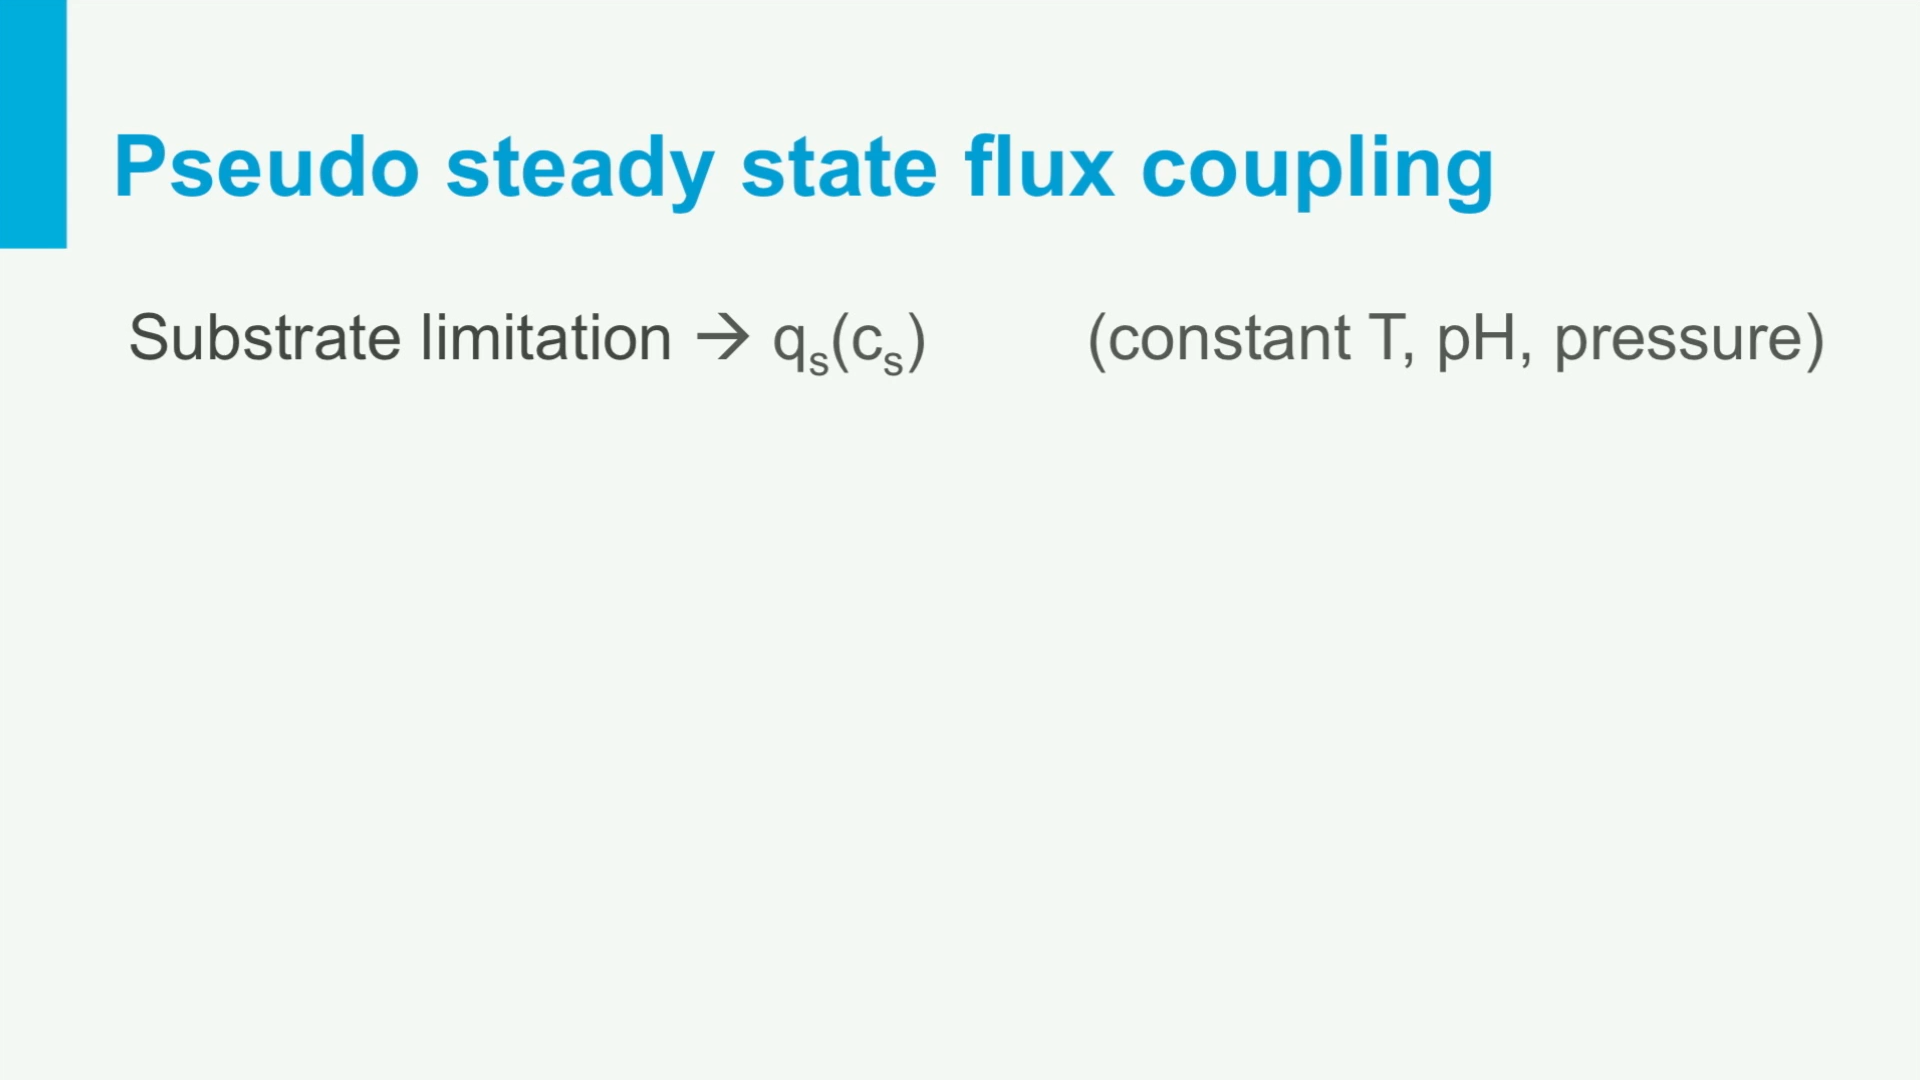 Pseudo steady state flux coupling
Substrate limitation → qₛ(cₛ) (constant T, pH, pressure)